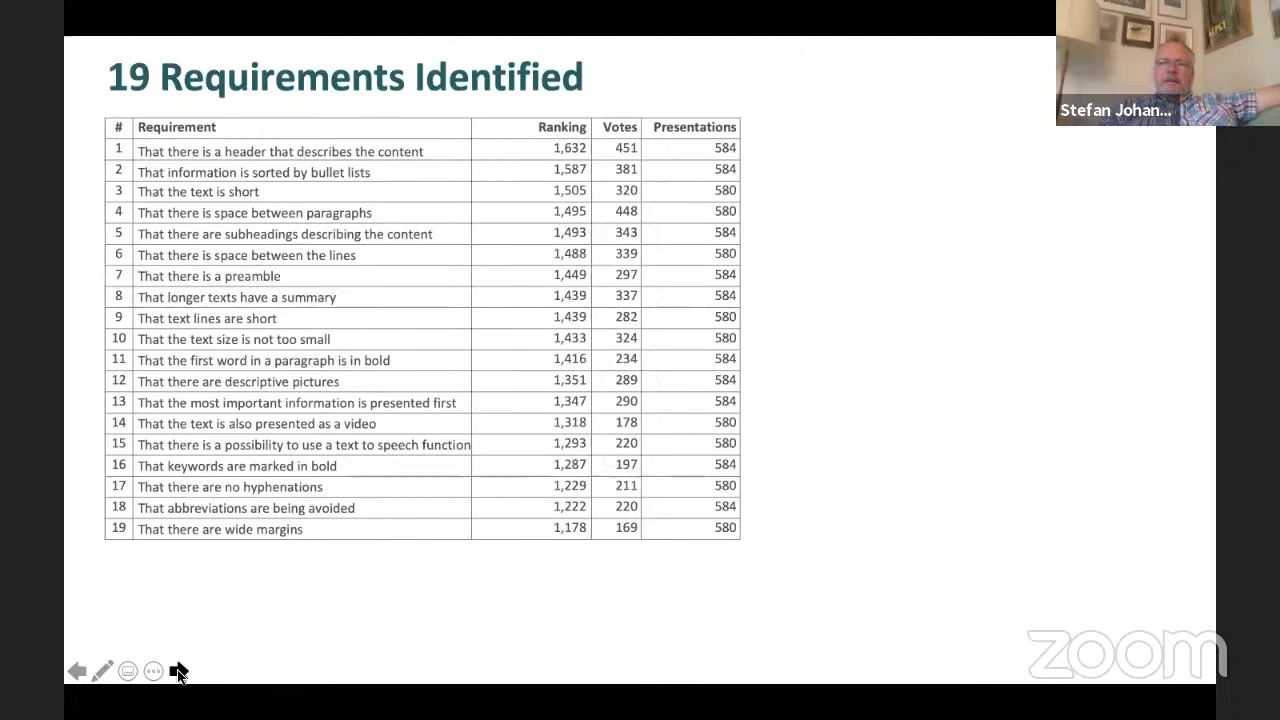 19 Requirements Identified
Stefan Johan...
# Requirement Ranking Votes Presentations
1 That there is a header that describes the content 1,632 451 584
2 That information is sorted by bullet lists 1,587 381 584
3 That the text is short 1,505 320 580
4 That there is space between paragraphs 1,495 448 580
5 That there are subheadings describing the content 1,493 343 584
6 That there is space between the lines 1,488 339 580
7 That there is a preamble 1,449 297 584
8 That longer texts have a summary 1,439 337 584
9 That text lines are short 1,439 282 580
10 That the text size is not too small 1,433 324 580
11 That the first word in a paragraph is in bold 1,416 234 584
12 That there are descriptive pictures 1,351 289 584
13 That the most important information is presented first 1,347 290 584
14 That the text is also presented as a video 1,318 178 580
15 That there is a possibility to use a text to speech function 1,293 220 580
16 That keywords are marked in bold 1,287 197 584
17 That there are no hyphenations 1,229 211 580
18 That abbreviations are being avoided 1,222 220 584
19 That there are wide margins 1,178 169 580
zoom